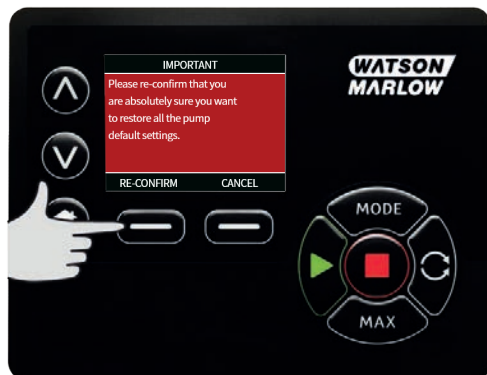 IMPORTANT
Please re-confirm that you
are absolutely sure you want
to restore all the pump
default settings.
RE-CONFIRM CANCEL
WATSON
MARLOW
MODE
MAX